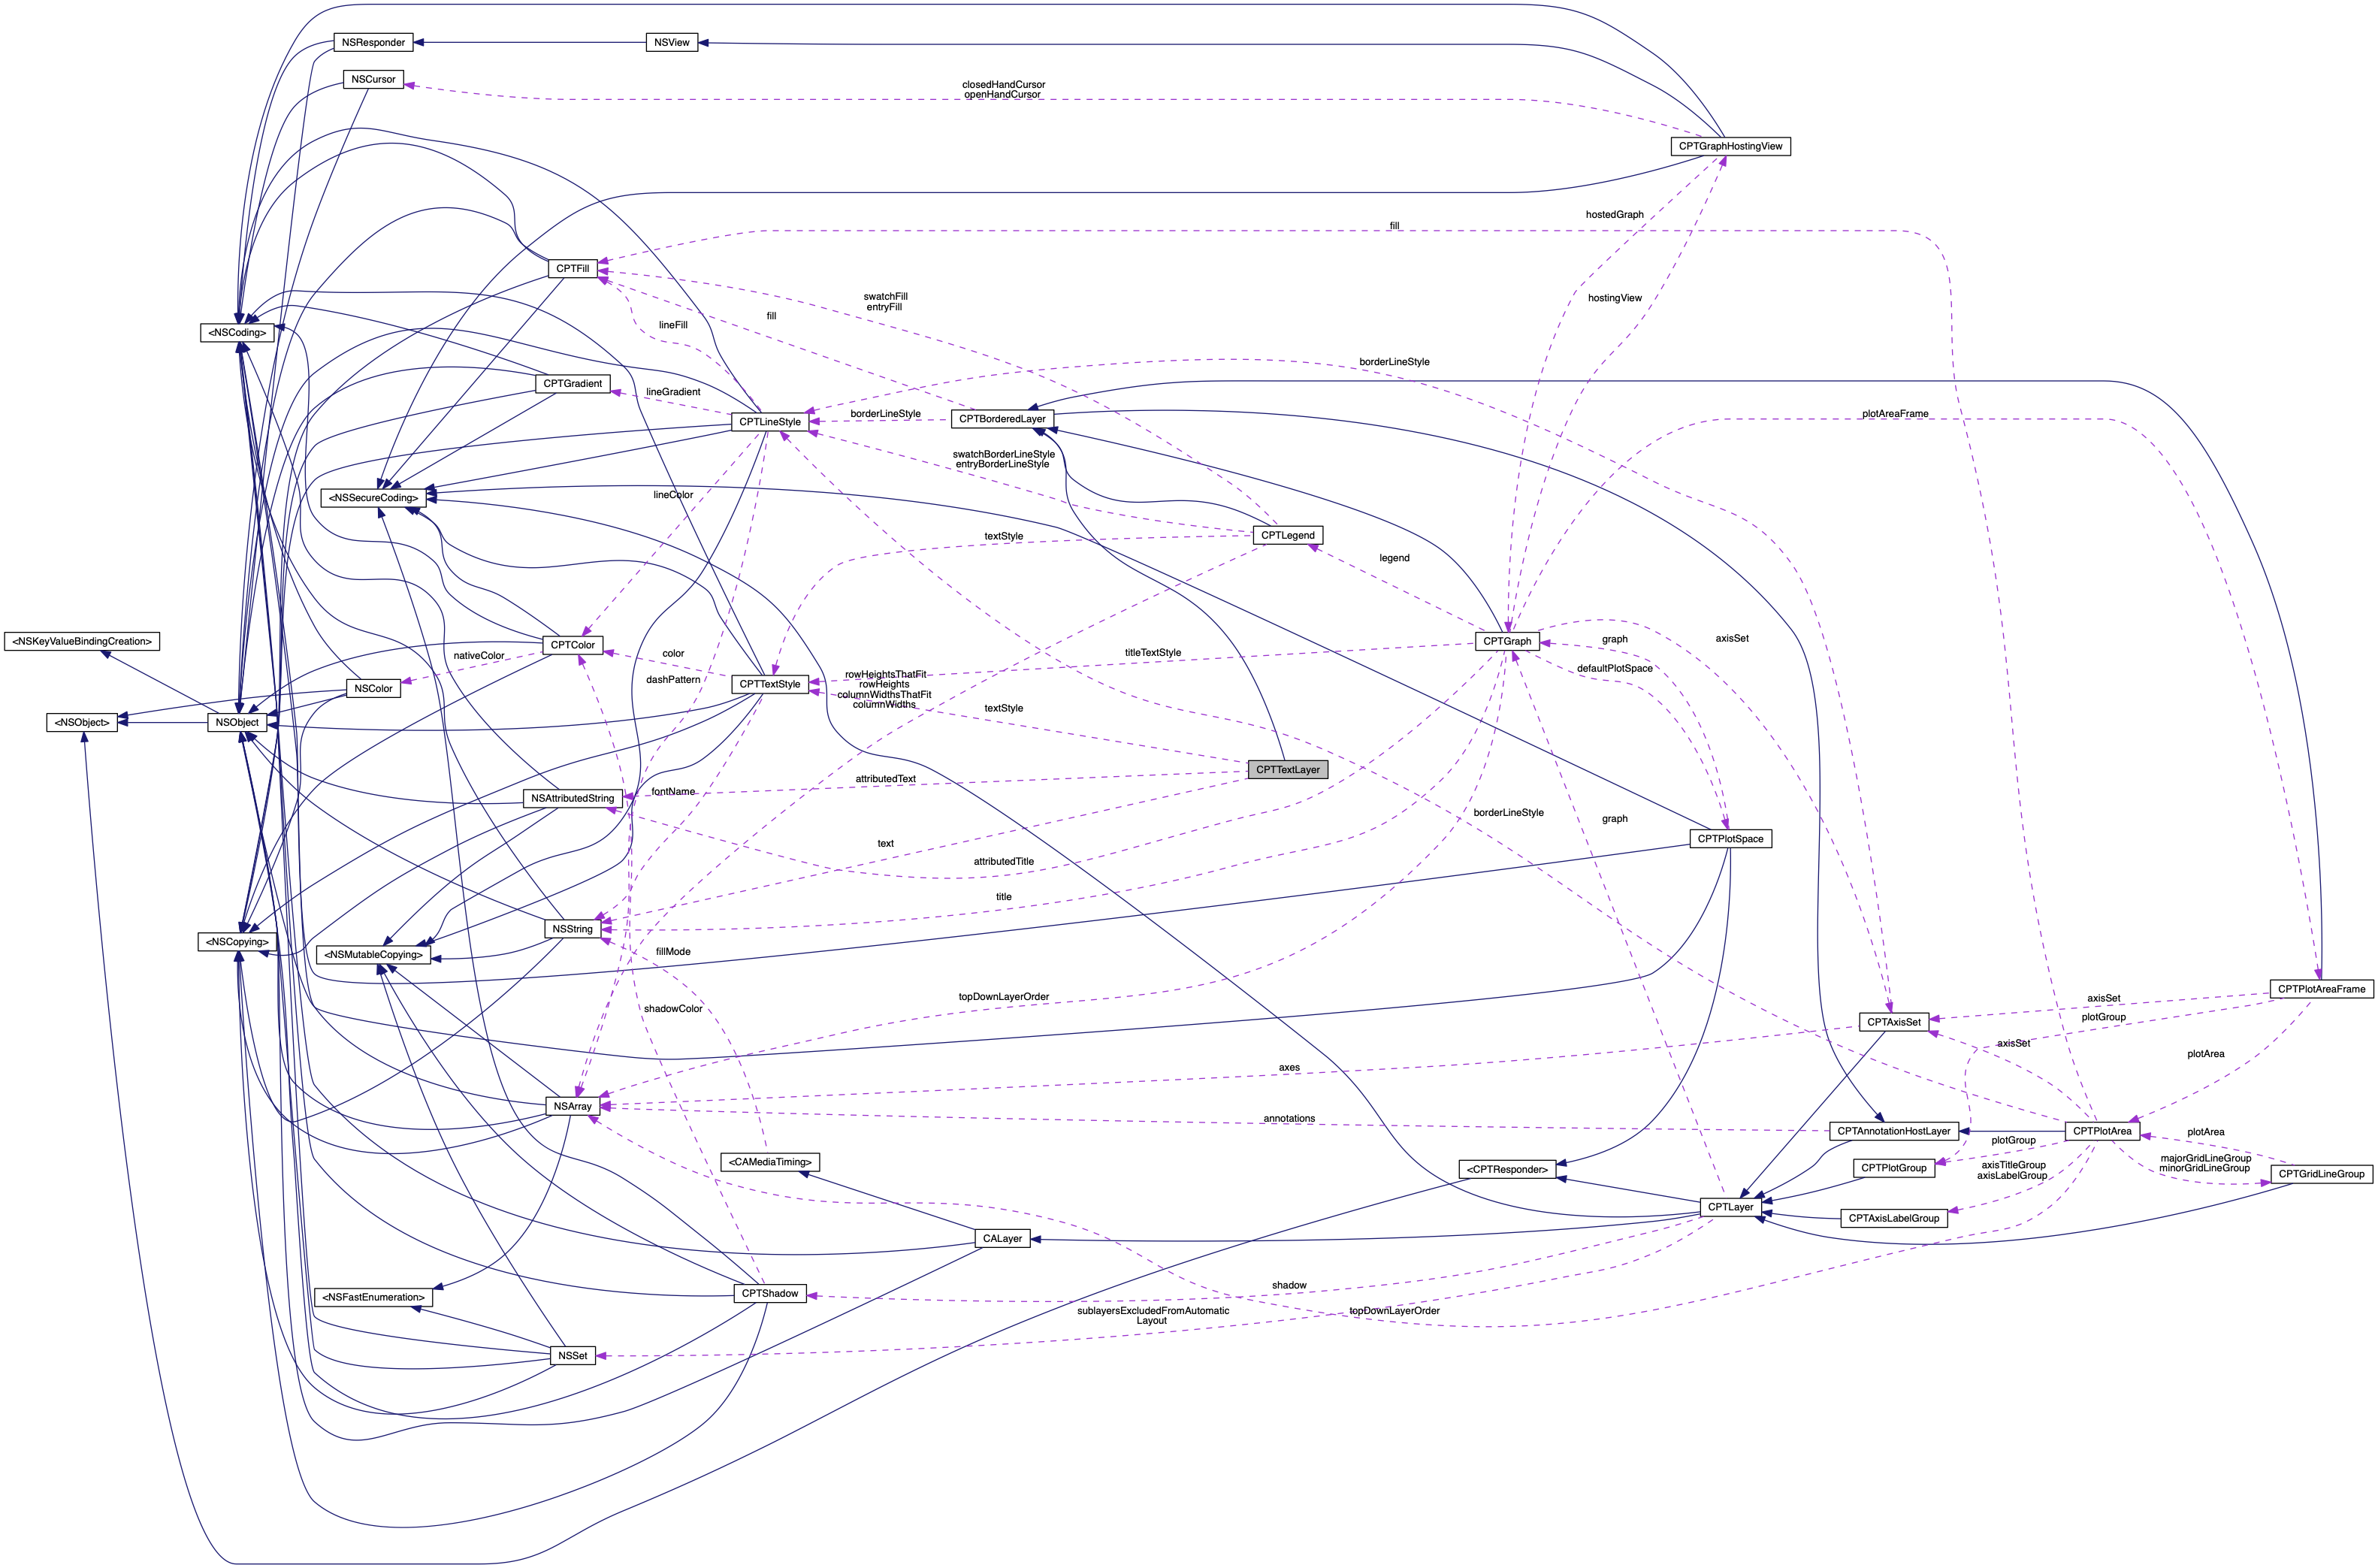 NSResponder
NSView
NSCursor
closedHandCursor
openHandCursor
CPTGraphHostingView
hostedGraph
fill
CPTFill
swatchFill
entryFill
hostingView
fill
lineFill
<NSCoding>
borderLineStyle
CPTGradient
lineGradient
borderLineStyle
CPTBorderedLayer
plotAreaFrame
CPTLineStyle
swatchBorderLineStyle
entryBorderLineStyle
lineColor
<NSSecureCoding>
textStyle
CPTLegend
legend
<NSKeyValueBindingCreation>
CPTColor
CPTGraph
graph
axisSet
nativeColor
color
titleTextStyle
defaultPlotSpace
NSColor
CPTTextStyle
rowHeightsThatFit
rowHeights
columnWidthsThatFit
columnWidths
dashPattern
textStyle
<NSObject>
NSObject
CPTTextLayer
attributedText
fontName
NSAttributedString
borderLineStyle
graph
CPTPlotSpace
text
attributedTitle
title
NSString
<NSCopying>
<NSMutableCopying>
fillMode
topDownLayerOrder
CPTPlotAreaFrame
axisSet
shadowColor
plotGroup
CPTAxisSet
axisSet
plotArea
axes
NSArray
annotations
CPTAnnotationHostLayer
CPTPlotArea
plotArea
plotGroup
<CAMediaTiming>
<CPTResponder>
CPTPlotGroup
axisTitleGroup
axisLabelGroup
majorGridLineGroup
minorGridLineGroup
CPTGridLineGroup
CPTLayer
CPTAxisLabelGroup
CALayer
shadow
CPTShadow
<NSFastEnumeration>
sublayersExcludedFromAutomatic
Layout
topDownLayerOrder
NSSet